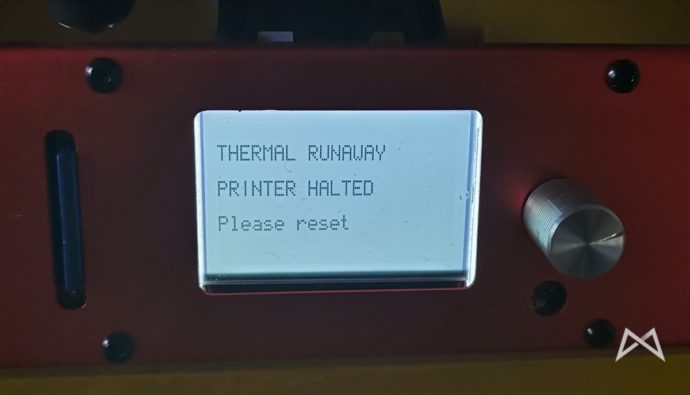 THERMAL RUNAWAY
PRINTER HALTED
Please reset